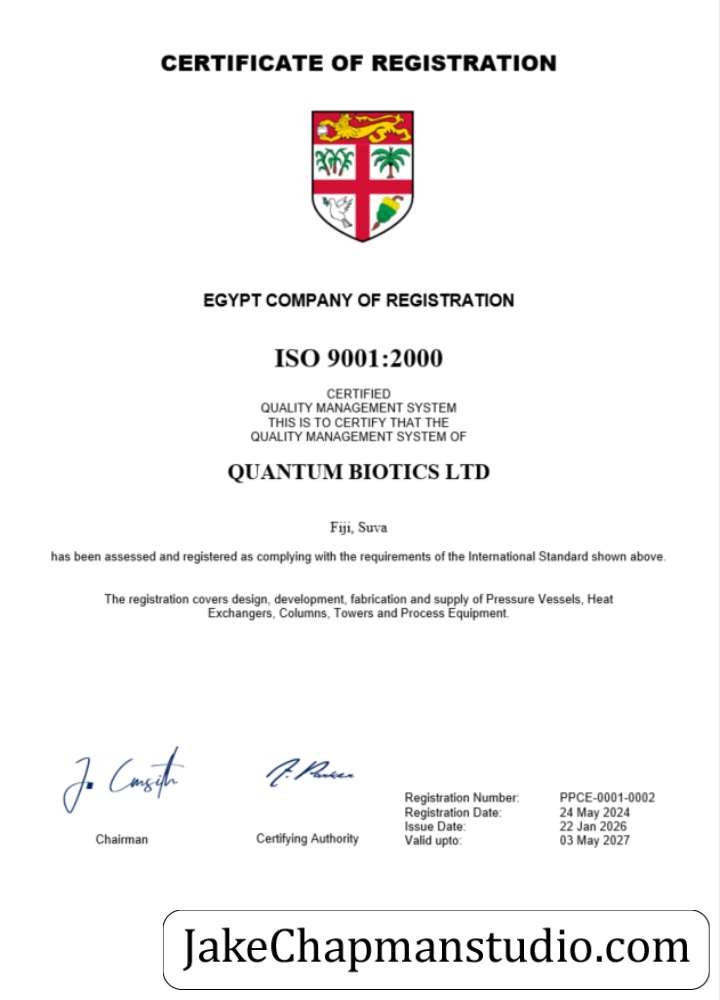 CERTIFICATE OF REGISTRATION
EGYPT COMPANY OF REGISTRATION
ISO 9001:2000
CERTIFIED
QUALITY MANAGEMENT SYSTEM
THIS IS TO CERTIFY THAT THE
QUALITY MANAGEMENT SYSTEM OF
QUANTUM BIOTICS LTD
Fiji, Suva
has been assessed and registered as complying with the requirements of the International Standard shown above.
The registration covers design, development, fabrication and supply of Pressure Vessels, Heat
Exchangers, Columns, Towers and Process Equipment.
Chairman
Certifying Authority
Registration Number: PPCE-0001-0002
Registration Date: 24 May 2024
Issue Date: 22 Jan 2026
Valid upto: 03 May 2027
JakeChapmanstudio.com